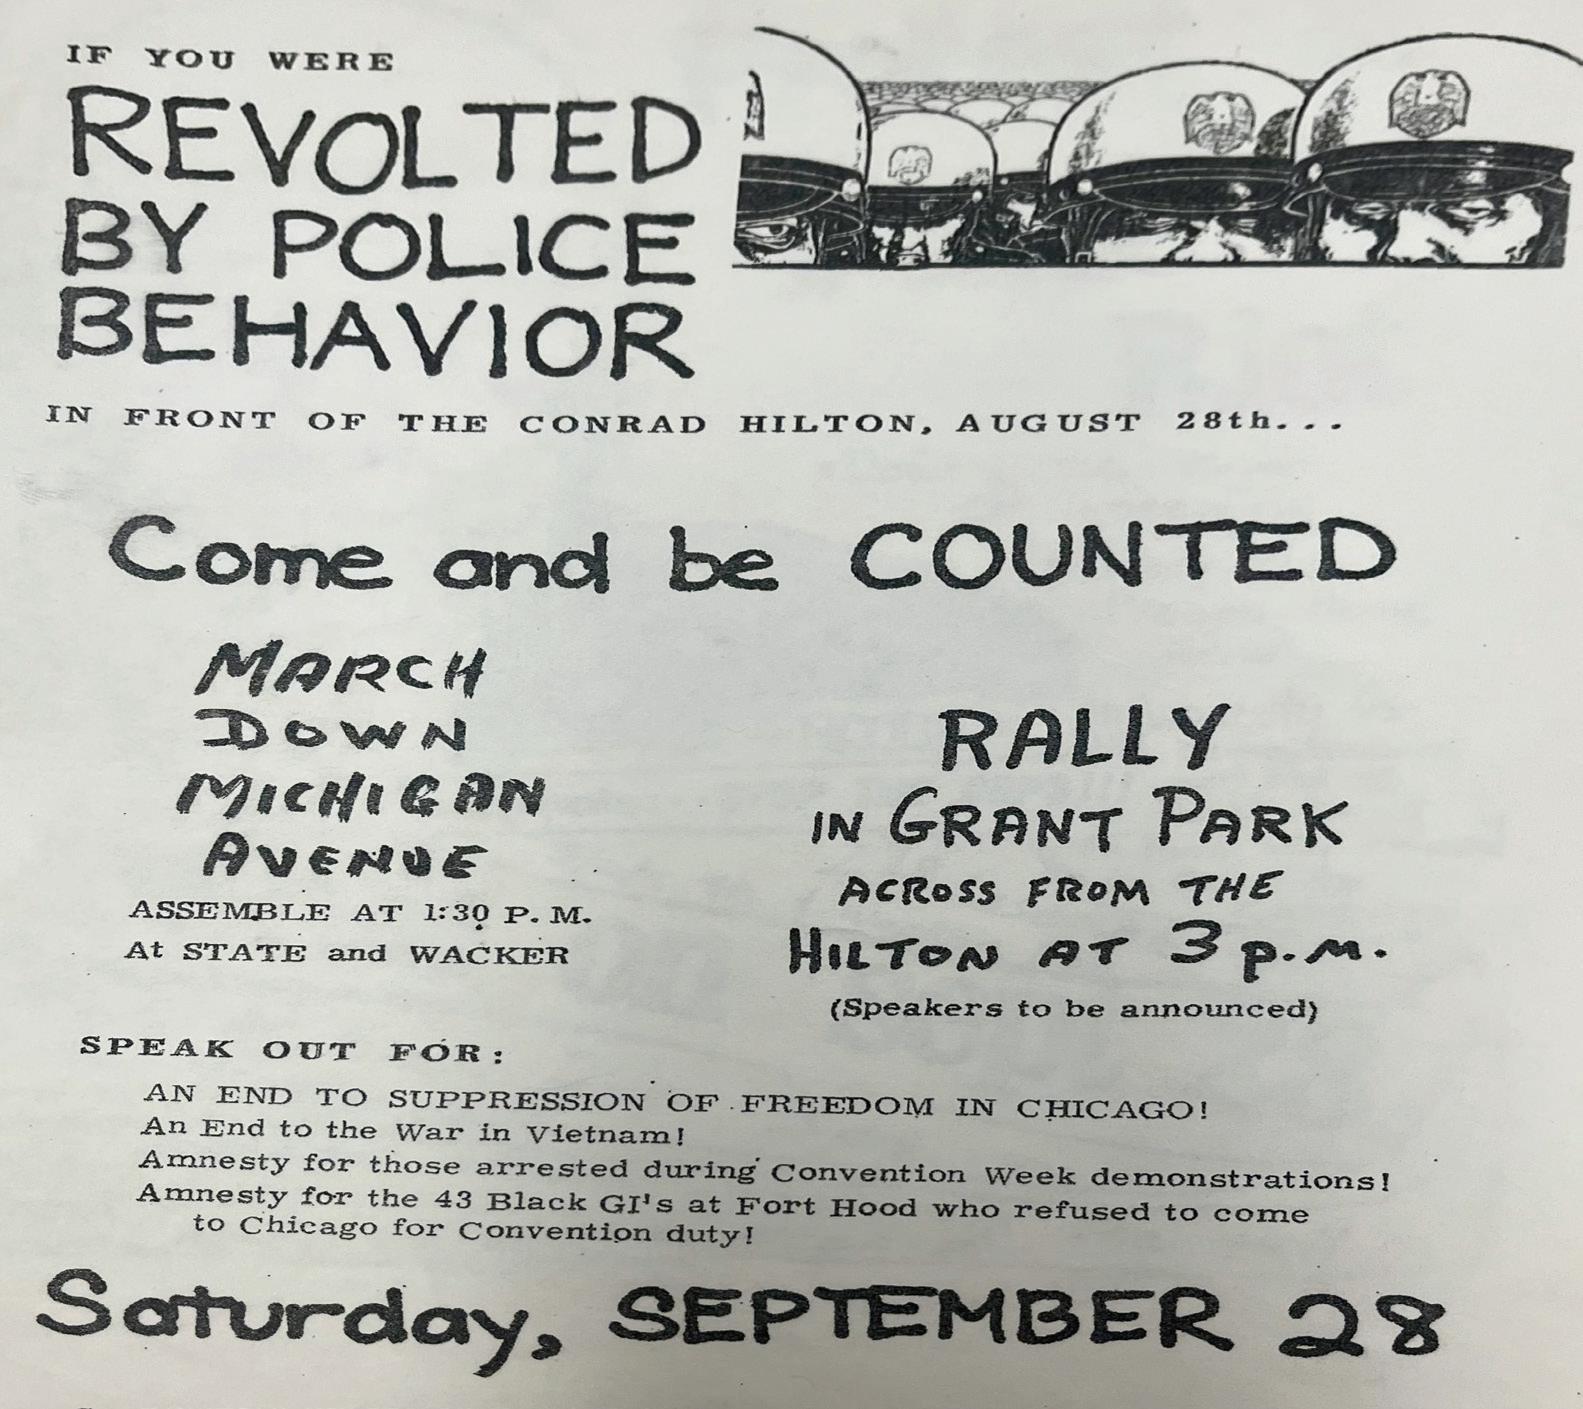 IF YOU WERE
REVOLTED
BY POLICE
BEHAVIOR
IN FRONT OF THE CONRAD HILTON, AUGUST 28th...
Come and be COUNTED
MARCH
DOWN
MICHIGAN
AVENUE
ASSEMBLE AT 1:30 P.M.
At STATE and WACKER
RALLY
IN GRANT PARK
ACROSS FROM THE
HILTON AT 3 p.m.
(Speakers to be announced)
SPEAK OUT FOR:
AN END TO SUPPRESSION OF FREEDOM IN CHICAGO!
An End to the War in Vietnam!
Amnesty for those arrested during Convention Week demonstrations!
Amnesty for the 43 Black GI's at Fort Hood who refused to come
to Chicago for Convention duty!
Saturday, SEPTEMBER 28